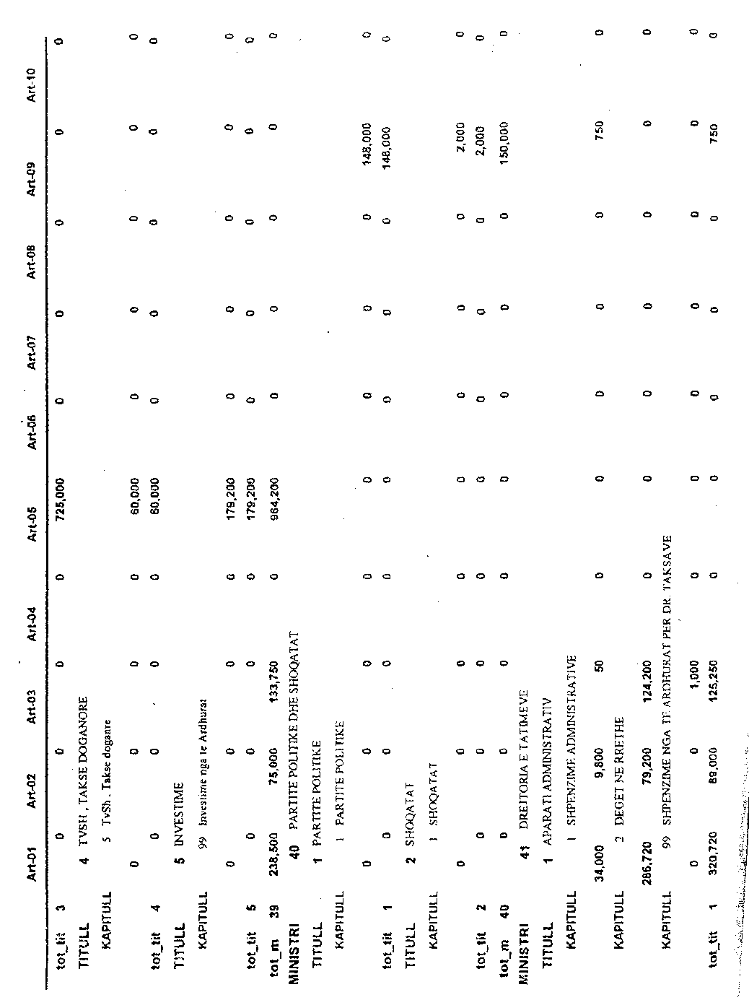 Art-01 Art-02 Art-03 Art-04 Art-05 Art-06 Art-07 Art-08 Art-09 Art-10
tot_tit 3 0 0 0 0 725,000 0 0 0 0 0
TITULL 4 TVSH , TAKSE DOGANORE
KAPITULL 5 TvSh . Takse dogante
0 0 0 0 60,000 0 0 0 0 0
tot_tit 4 0 0 0 0 60,000 0 0 0 0 0
TITULL 5 INVESTIME
KAPITULL 99 Investime nga te Ardhurat
0 0 0 0 179,200 0 0 0 0 0
tot_tit 5 0 0 0 0 179,200 0 0 0 0 0
tot_m 39 238,500 75,000 133,750 0 964,200 0 0 0 0 0
MINISTRI 40 PARTITE POLITIKE DHE SHOQATAT
TITULL 1 PARTITE POLITIKE
KAPITULL 1 PARTITE POLITIKE
0 0 0 0 0 0 0 0 148,000 0
tot_tit 1 0 0 0 0 0 0 0 0 148,000 0
TITULL 2 SHOQATAT
KAPITULL 1 SHOQATAT
0 0 0 0 0 0 0 0 2,000 0
tot_tit 2 0 0 0 0 0 0 0 0 2,000 0
tot_m 40 0 0 0 0 0 0 0 0 150,000 0
MINISTRI 41 DREJTORIA E TATIMEVE
TITULL 1 APARATI ADMINISTRATIV
KAPITULL 1 SHPENZIME ADMINISTRATIVE
34,000 9,800 50 0 0 0 0 0 750 0
KAPITULL 2 DEGET NE RRETHE
286,720 79,200 124,200 0 0 0 0 0 0 0
KAPITULL 99 SHPENZIME NGA TE ARDHURAT PER DR. TAKSAVE
0 0 1,000 0 0 0 0 0 0 0
tot_tit 1 320,720 89,000 125,250 0 0 0 0 0 750 0